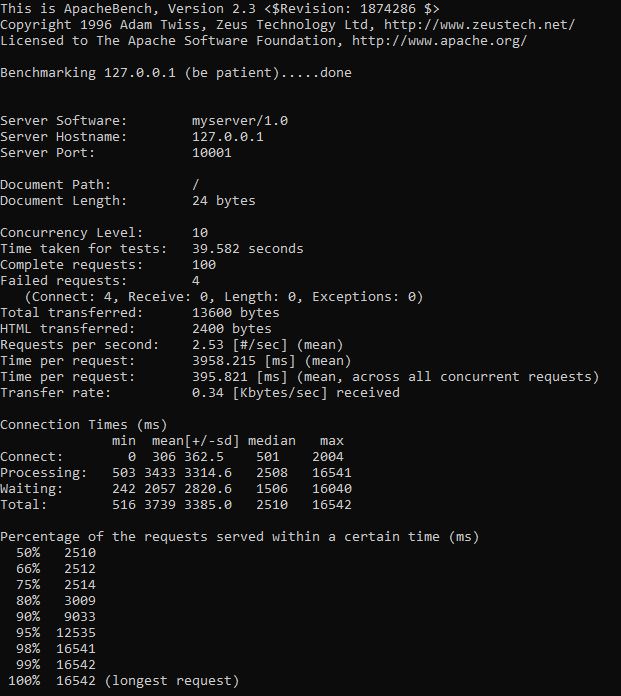 This is ApacheBench, Version 2.3 <$Revision: 1874286 $>
Copyright 1996 Adam Twiss, Zeus Technology Ltd, http://www.zeustech.net/
Licensed to The Apache Software Foundation, http://www.apache.org/

Benchmarking 127.0.0.1 (be patient).....done


Server Software:        myserver/1.0
Server Hostname:        127.0.0.1
Server Port:            10001

Document Path:          /
Document Length:        24 bytes

Concurrency Level:      10
Time taken for tests:   39.582 seconds
Complete requests:      100
Failed requests:        4
   (Connect: 4, Receive: 0, Length: 0, Exceptions: 0)
Total transferred:      13600 bytes
HTML transferred:       2400 bytes
Requests per second:    2.53 [#/sec] (mean)
Time per request:       3958.215 [ms] (mean)
Time per request:       395.821 [ms] (mean, across all concurrent requests)
Transfer rate:          0.34 [Kbytes/sec] received

Connection Times (ms)
              min  mean[+/-sd] median   max
Connect:        0  306 362.5    501    2004
Processing:   503 3433 3314.6   2508   16541
Waiting:      242 2057 2820.6   1506   16040
Total:        516 3739 3385.0   2510   16542

Percentage of the requests served within a certain time (ms)
  50%   2510
  66%   2512
  75%   2514
  80%   3009
  90%   9033
  95%  12535
  98%  16541
  99%  16542
 100%  16542 (longest request)